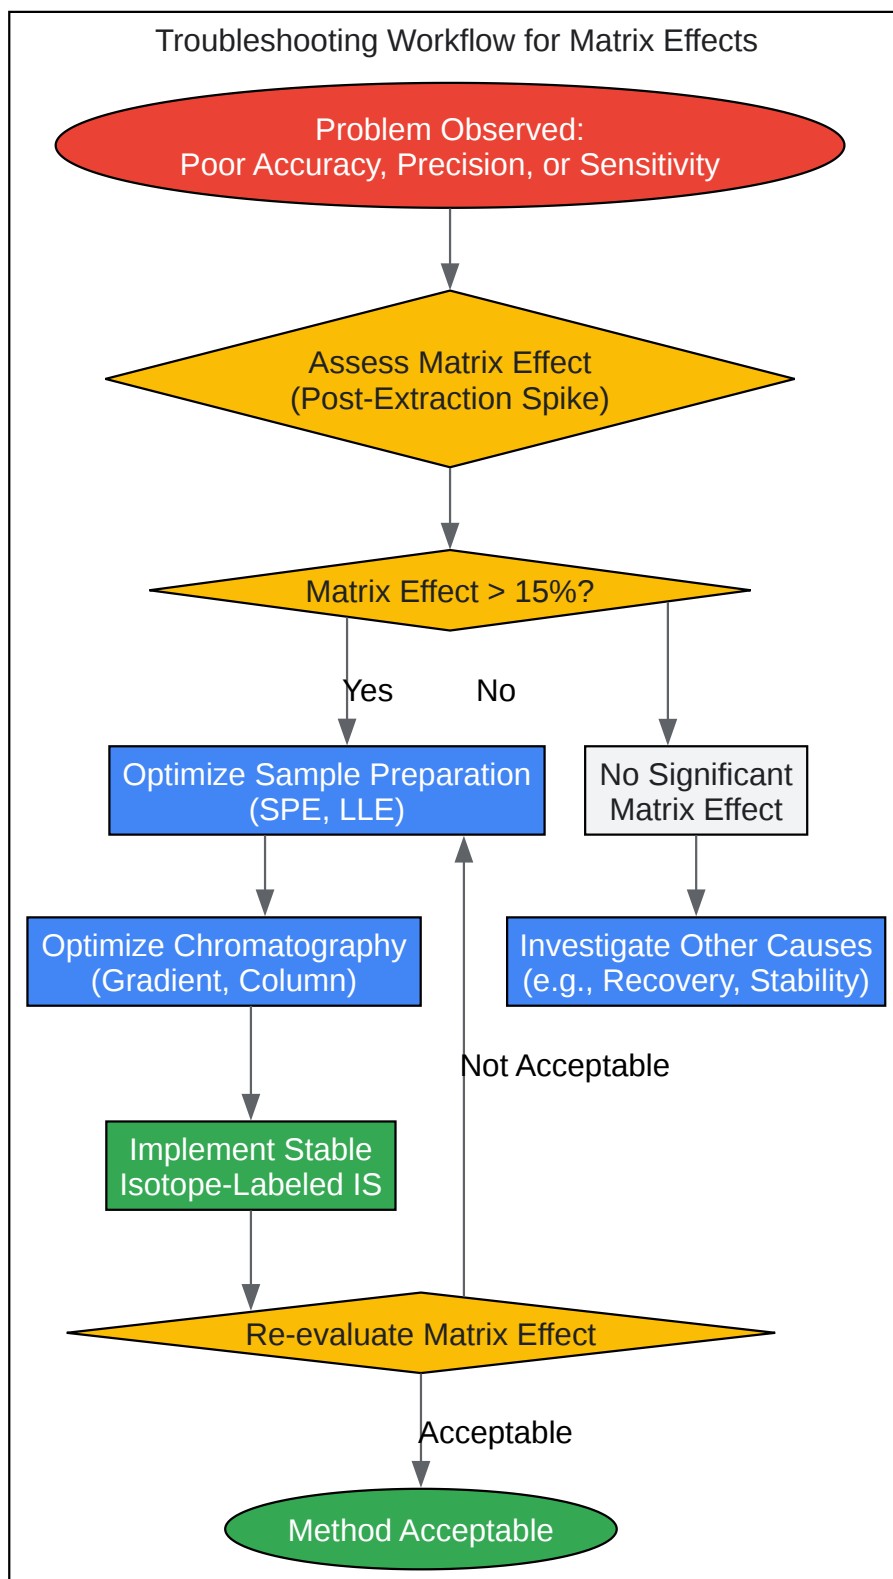 Troubleshooting Workflow for Matrix Effects
Problem Observed:
Poor Accuracy, Precision, or Sensitivity
Assess Matrix Effect
(Post-Extraction Spike)
Matrix Effect > 15%?
Yes
No
Optimize Sample Preparation
(SPE, LLE)
No Significant
Matrix Effect
Optimize Chromatography
(Gradient, Column)
Investigate Other Causes
(e.g., Recovery, Stability)
Not Acceptable
Implement Stable
Isotope-Labeled IS
Re-evaluate Matrix Effect
Acceptable
Method Acceptable